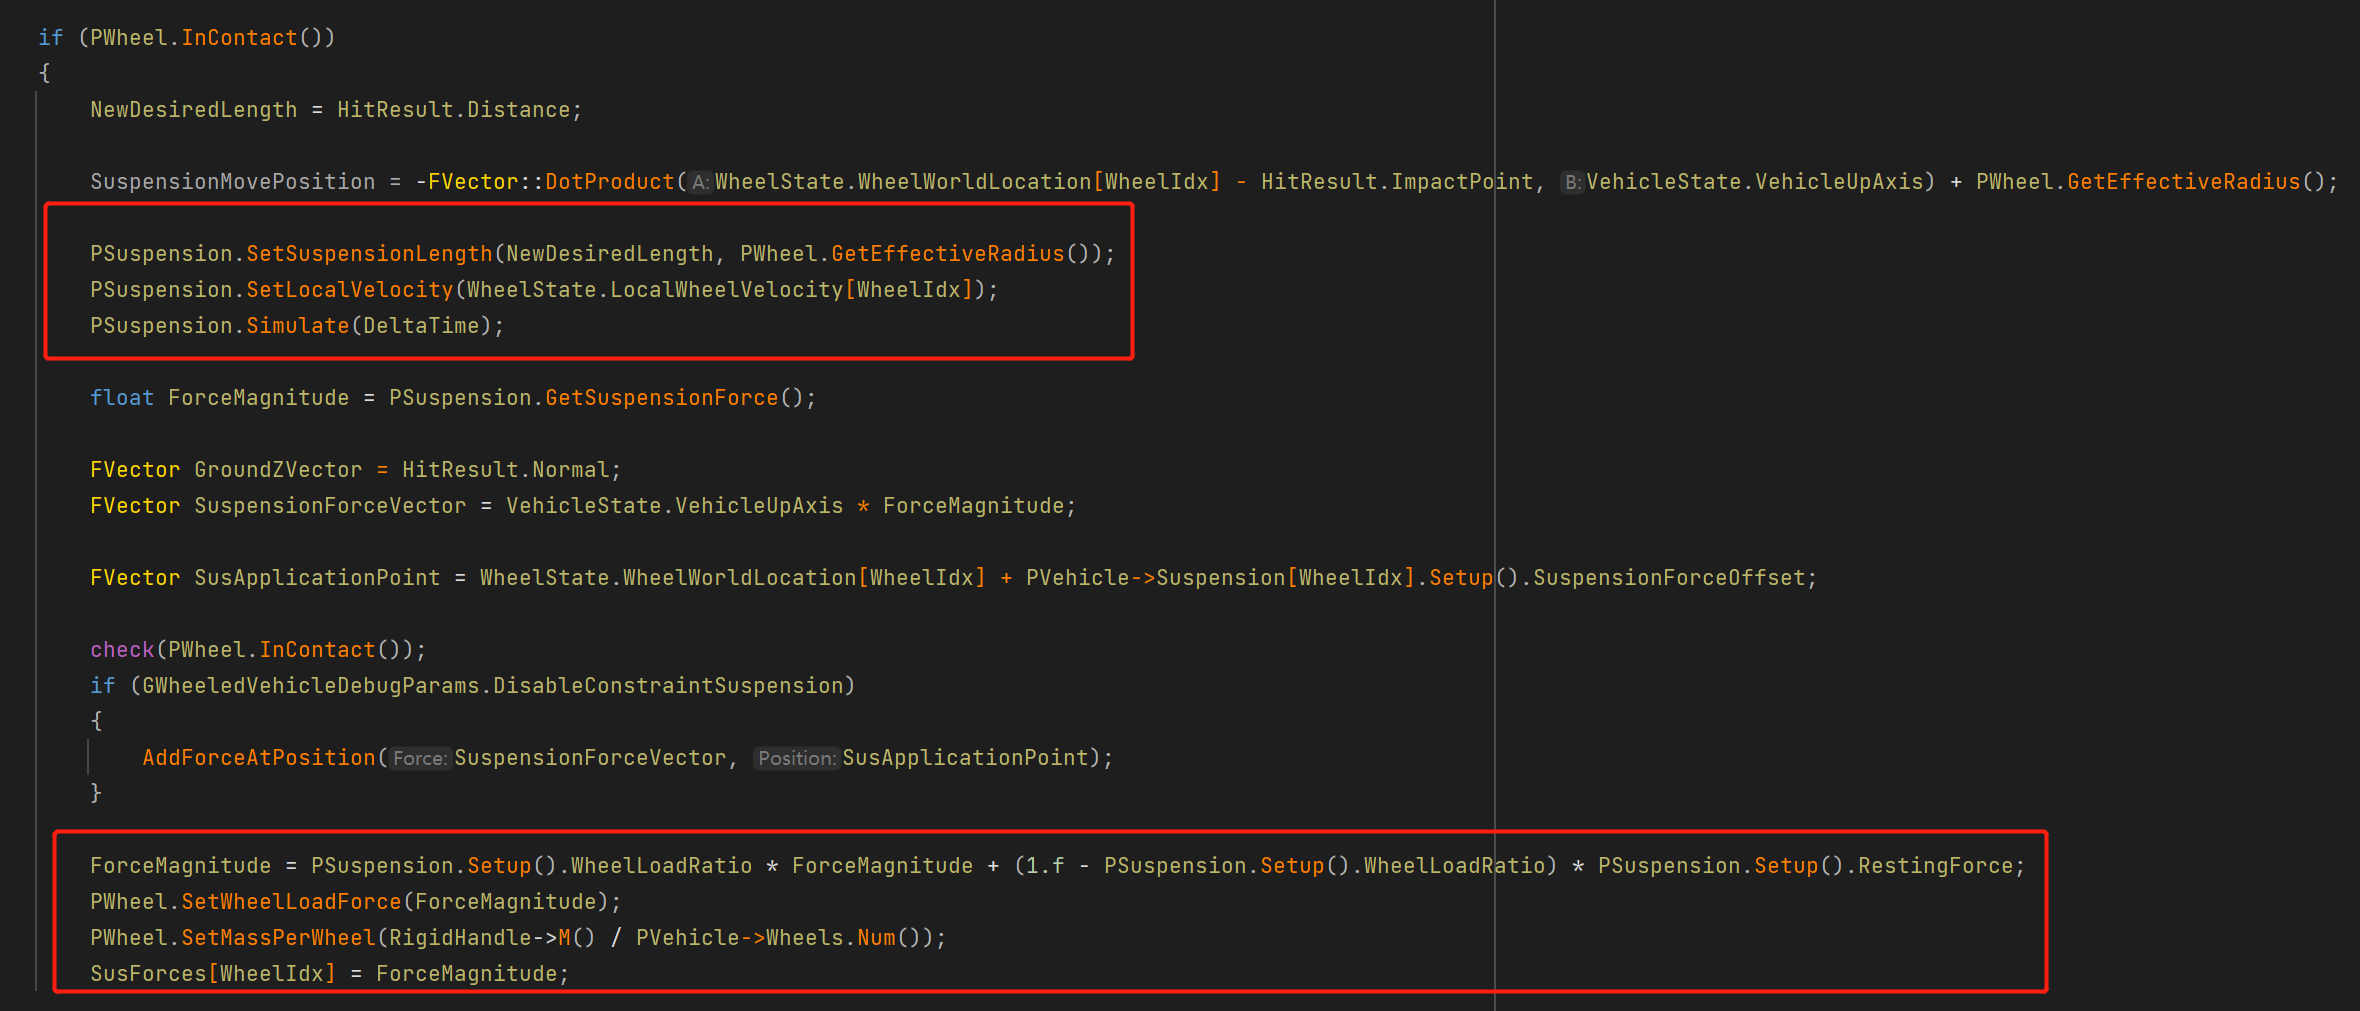 if (PWheel.InContact())
{
NewDesiredLength = HitResult.Distance;
SuspensionMovePosition = -FVector::DotProduct(A:WheelState.WheelWorldLocation[WheelIdx] - HitResult.ImpactPoint, B:VehicleState.VehicleUpAxis) + PWheel.GetEffectiveRadius();
PSuspension.SetSuspensionLength(NewDesiredLength, PWheel.GetEffectiveRadius());
PSuspension.SetLocalVelocity(WheelState.LocalWheelVelocity[WheelIdx]);
PSuspension.Simulate(DeltaTime);
float ForceMagnitude = PSuspension.GetSuspensionForce();
FVector GroundZVector = HitResult.Normal;
FVector SuspensionForceVector = VehicleState.VehicleUpAxis * ForceMagnitude;
FVector SusApplicationPoint = WheelState.WheelWorldLocation[WheelIdx] + PVehicle->Suspension[WheelIdx].Setup().SuspensionForceOffset;
check(PWheel.InContact());
if (GWheeledVehicleDebugParams.DisableConstraintSuspension)
{
AddForceAtPosition(Force:SuspensionForceVector, Position:SusApplicationPoint);
}
ForceMagnitude = PSuspension.Setup().WheelLoadRatio * ForceMagnitude + (1.f - PSuspension.Setup().WheelLoadRatio) * PSuspension.Setup().RestingForce;
PWheel.SetWheelLoadForce(ForceMagnitude);
PWheel.SetMassPerWheel(RigidHandle->M() / PVehicle->Wheels.Num());
SusForces[WheelIdx] = ForceMagnitude;